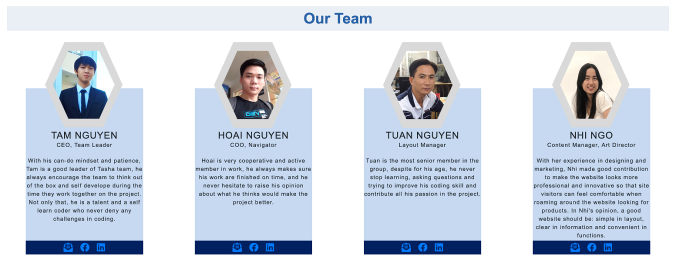 Our Team
TAM NGUYEN
CEO, Team Leader
With his can-do mindset and patience,
Tam is a good leader of Tasha team, he
always encourage the team to think out
of the box and self develope during the
time they work together on the project.
Not only that, he is a talent and a self
learn coder who never deny any
challenges in coding.
HOAI NGUYEN
COO, Navigator
Hoai is very cooperative and active
member in work, he always makes sure
his work are finished on time, and he
never hesitate to raise his opinion
about what he thinks would make the
project better.
TUAN NGUYEN
Layout Manager
Tuan is the most senior member in the
group, despite for his age, he never
stop learning, asking questions and
trying to improve his coding skill and
contribute all his passion in the project.
NHI NGO
Content Manager, Art Director
With her experience in designing and
marketing, Nhi made good contribution
to make the website looks more
professional and innovative so that site
visitors can feel comfortable when
roaming around the website looking for
products. In Nhi's opinion, a good
website should be: simple in layout,
clear in information and convenient in
functions.